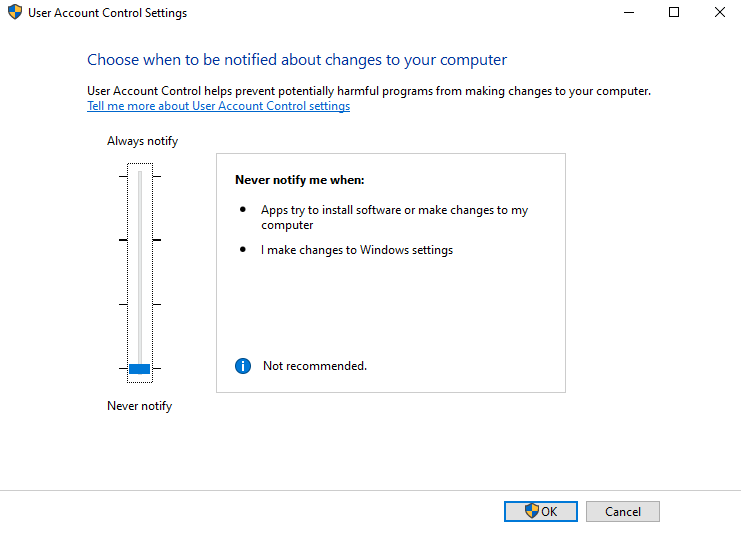 User Account Control Settings
Choose when to be notified about changes to your computer
User Account Control helps prevent potentially harmful programs from making changes to your computer.
Tell me more about User Account Control settings
Always notify
Never notify me when:
Apps try to install software or make changes to my
computer
I make changes to Windows settings
Not recommended.
Never notify
OK
Cancel